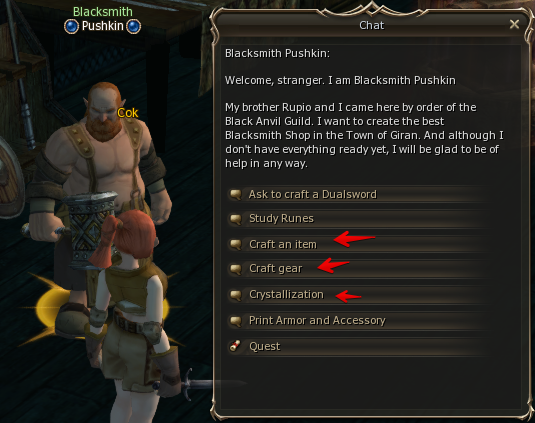 Blacksmith
Pushkin
Cok
Chat
Blacksmith Pushkin:
Welcome, stranger. I am Blacksmith Pushkin
My brother Rupio and I came here by order of the
Black Anvil Guild. I want to create the best
Blacksmith Shop in the Town of Giran. And although I
don't have everything ready yet, I will be glad to be of
help in any way.
Ask to craft a Dualsword
Study Runes
Craft an item
Craft gear
Crystallization
Print Armor and Accessory
Quest